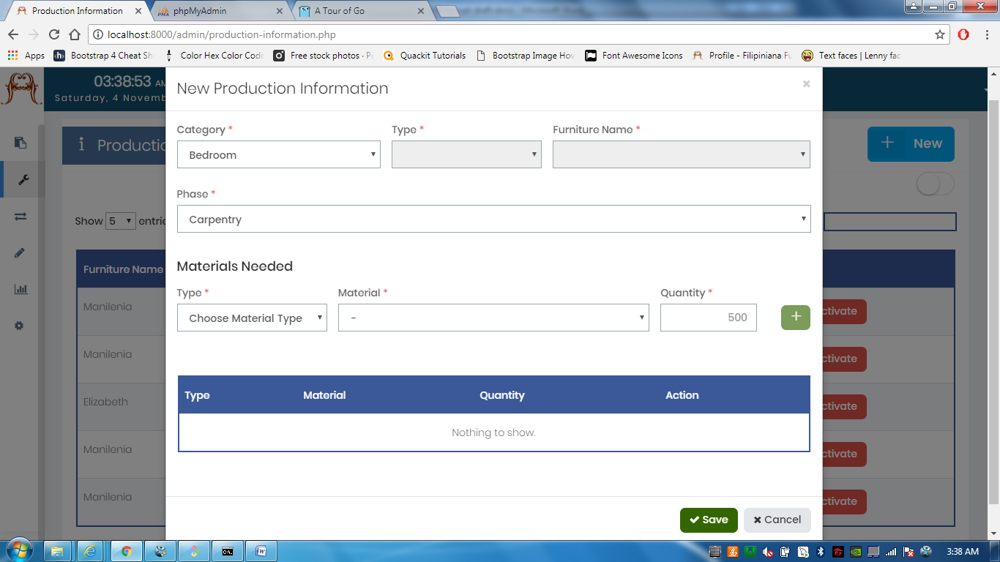 Production Information
phpMyAdmin
A Tour of Go
localhost:8000/admin/production-information.php
Apps
Bootstrap 4 Cheat Sh
Color Hex Color Code
Free stock photos · Pe
Quackit Tutorials
Bootstrap Image Hov
Font Awesome Icons
Profile - Filipiniana Fu
Text faces | Lenny fac
03:38:53 AM
Saturday, 4 Novemb
New Production Information
×
i Productio
+ New
Category *
Type *
Furniture Name *
Bedroom
Phase *
Carpentry
Show 5 entrie
Materials Needed
Type *
Material *
Quantity *
Choose Material Type
-
500
+
Furniture Name
Manilenia
Manilenia
Elizabeth
Manilenia
Manilenia
ctivate
ctivate
ctivate
ctivate
ctivate
Type Material Quantity Action
Nothing to show.
Save
Cancel
3:38 AM